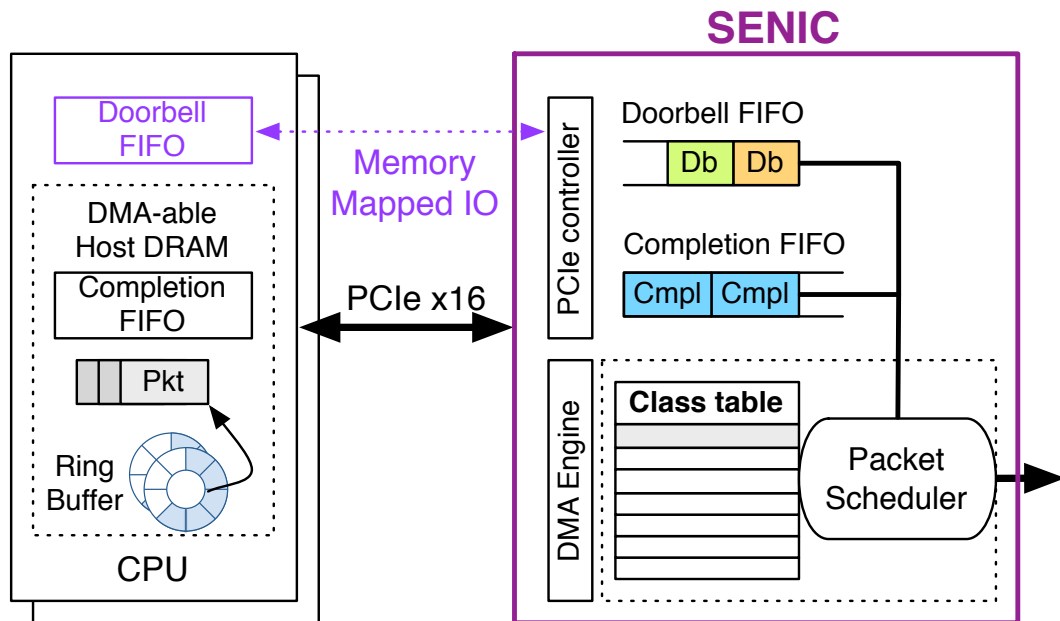 SENIC
Doorbell
FIFO
Memory
Mapped IO
DMA-able
Host DRAM
Completion
FIFO
Pkt
Ring
Buffer
CPU
PCIe x16
PCIe controller
Doorbell FIFO
Db Db
Completion FIFO
Cmpl Cmpl
DMA Engine
Class table
Packet
Scheduler